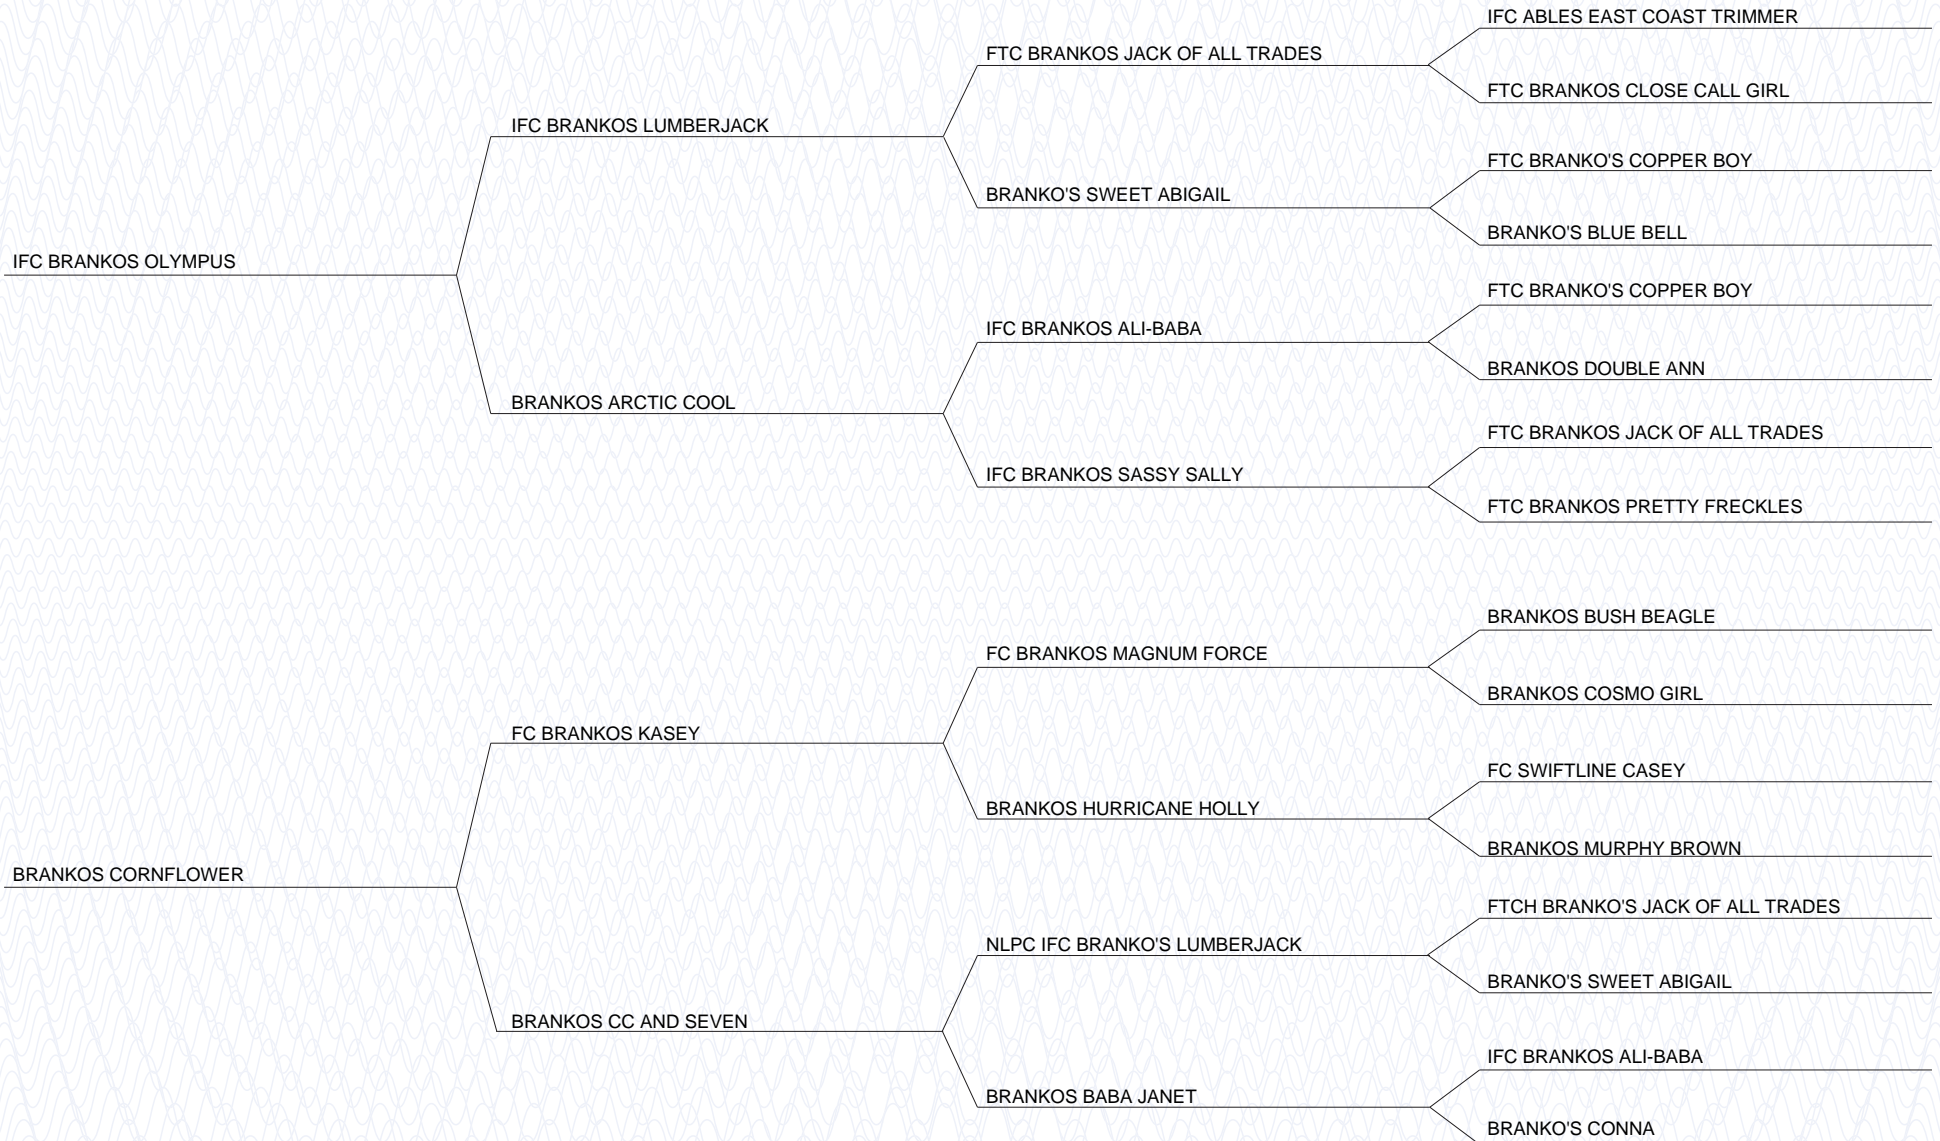 IFC ABLES EAST COAST TRIMMER
FTC BRANKOS JACK OF ALL TRADES
FTC BRANKOS CLOSE CALL GIRL
IFC BRANKOS LUMBERJACK
FTC BRANKO'S COPPER BOY
BRANKO'S SWEET ABIGAIL
BRANKO'S BLUE BELL
IFC BRANKOS OLYMPUS
FTC BRANKO'S COPPER BOY
IFC BRANKOS ALI-BABA
BRANKOS DOUBLE ANN
BRANKOS ARCTIC COOL
FTC BRANKOS JACK OF ALL TRADES
IFC BRANKOS SASSY SALLY
FTC BRANKOS PRETTY FRECKLES
BRANKOS BUSH BEAGLE
FC BRANKOS MAGNUM FORCE
BRANKOS COSMO GIRL
FC BRANKOS KASEY
FC SWIFTLINE CASEY
BRANKOS HURRICANE HOLLY
BRANKOS MURPHY BROWN
BRANKOS CORNFLOWER
FTCH BRANKO'S JACK OF ALL TRADES
NLPC IFC BRANKO'S LUMBERJACK
BRANKO'S SWEET ABIGAIL
BRANKOS CC AND SEVEN
IFC BRANKOS ALI-BABA
BRANKOS BABA JANET
BRANKO'S CONNA